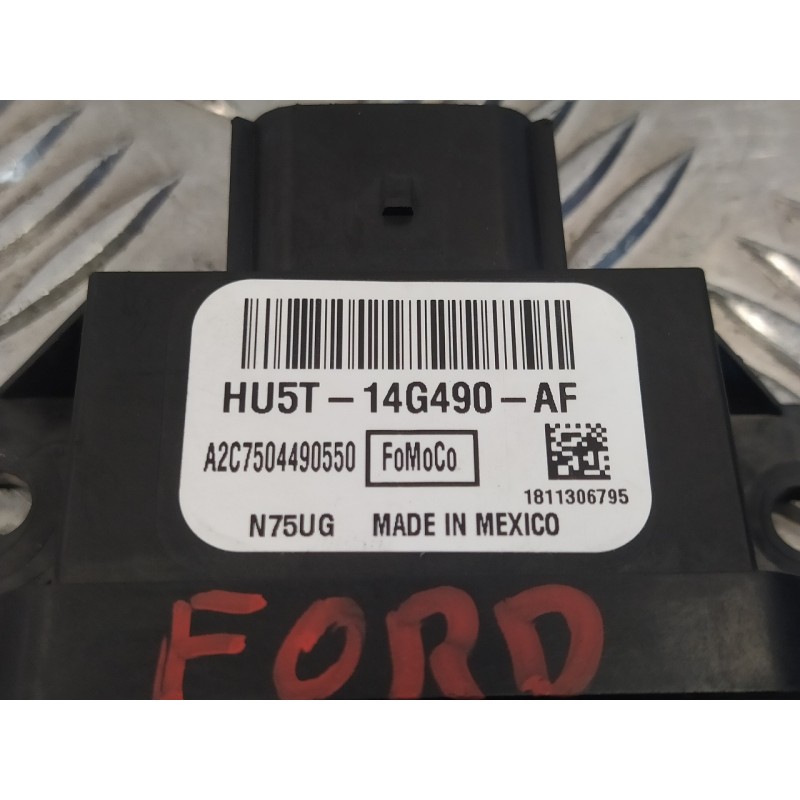 HU5T-14G490-AF
A2C7504490550 FoMoCo
1811306795
N75UG MADE IN MEXICO
FORD